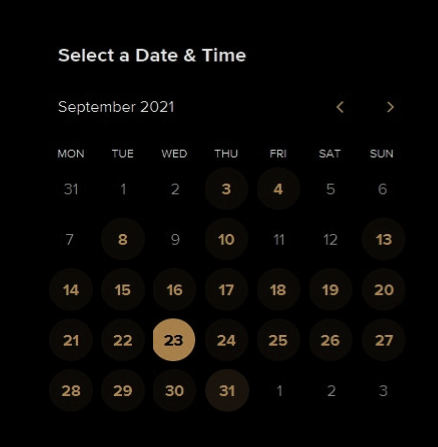 Select a Date & Time
September 2021
MON TUE WED THU FRI SAT SUN
31 1 2 3 4 5 6
7 8 9 10 11 12 13
14 15 16 17 18 19 20
21 22 23 24 25 26 27
28 29 30 31 1 2 3